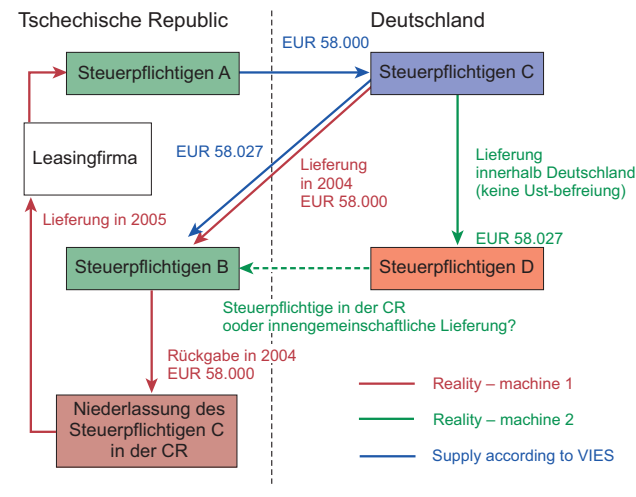 Tschechische Republic
Deutschland
EUR 58.000
Steuerpflichtigen A
Steuerpflichtigen C
EUR 58.027
Leasingfirma
Lieferung
in 2004
EUR 58.000
Lieferung
innerhalb Deutschland
(keine Ust-befreiung)
Lieferung in 2005
EUR 58.027
Steuerpflichtigen B
Steuerpflichtigen D
Steuerpflichtige in der CR
ooder innengemeinschaftliche Lieferung?
Rückgabe in 2004
EUR 58.000
Niederlassung des
Steuerpflichtigen C
in der CR
Reality – machine 1
Reality – machine 2
Supply according to VIES